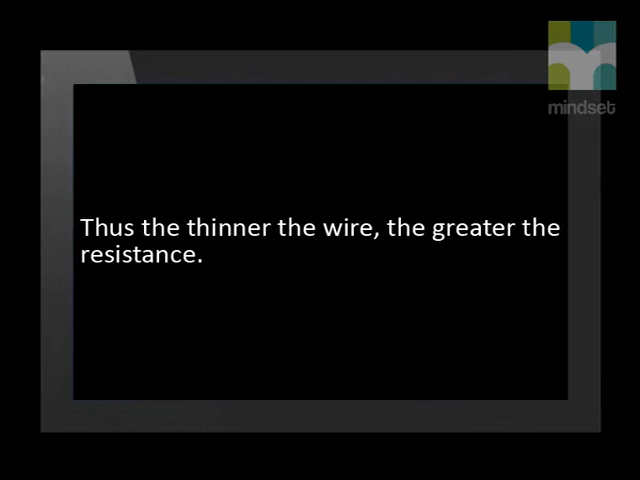 mindset
Thus the thinner the wire, the greater the
resistance.